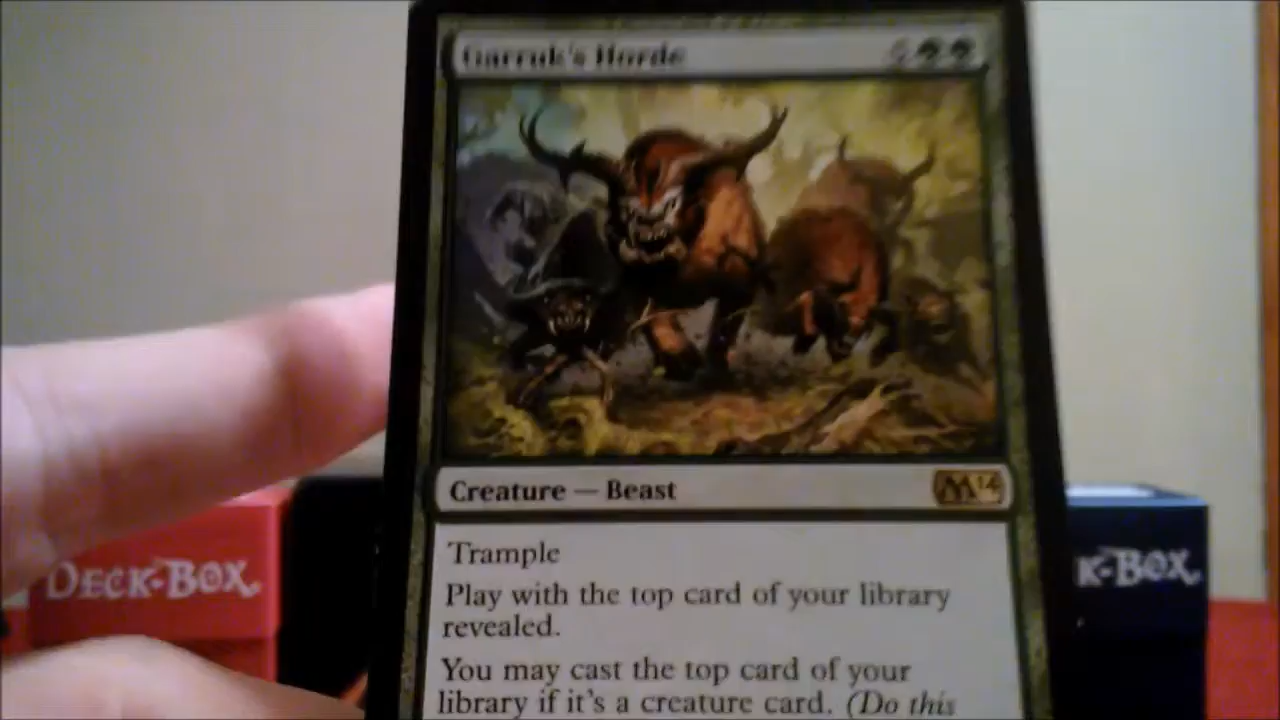 Garruk's Horde
Creature — Beast
M14
Trample
Play with the top card of your library
revealed.
You may cast the top card of your
library if it's a creature card. (Do this
DECK-BOX
K-BOX